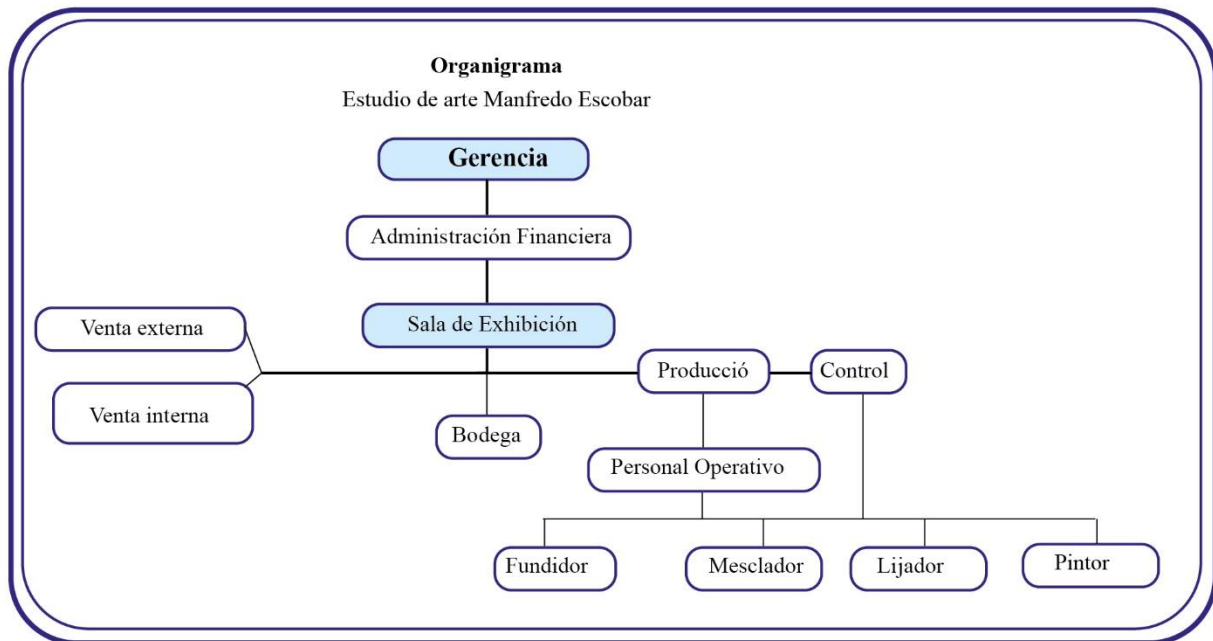 Organigrama
Estudio de arte Manfredo Escobar
Gerencia
Administración Financiera
Sala de Exhibición
Venta externa
Venta interna
Producció
Control
Bodega
Personal Operativo
Fundidor
Mesclador
Lijador
Pintor